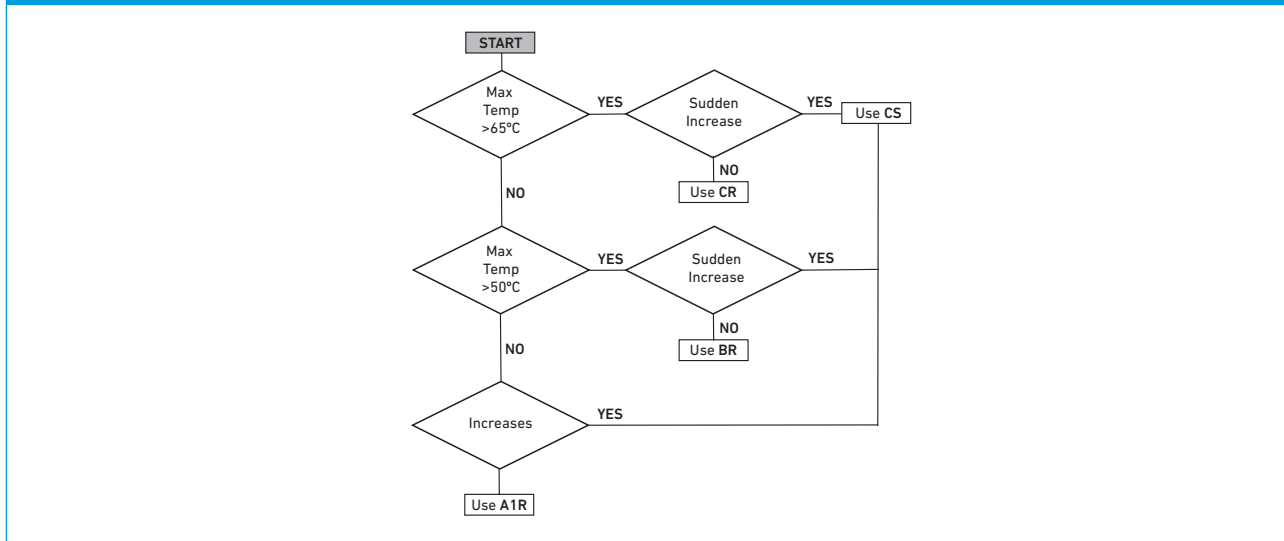 START
Max
Temp
>65°C
YES
Sudden
Increase
YES
Use CS
NO
Use CR
NO
Max
Temp
>50°C
YES
Sudden
Increase
YES
NO
Use BR
NO
Increases
YES
Use A1R